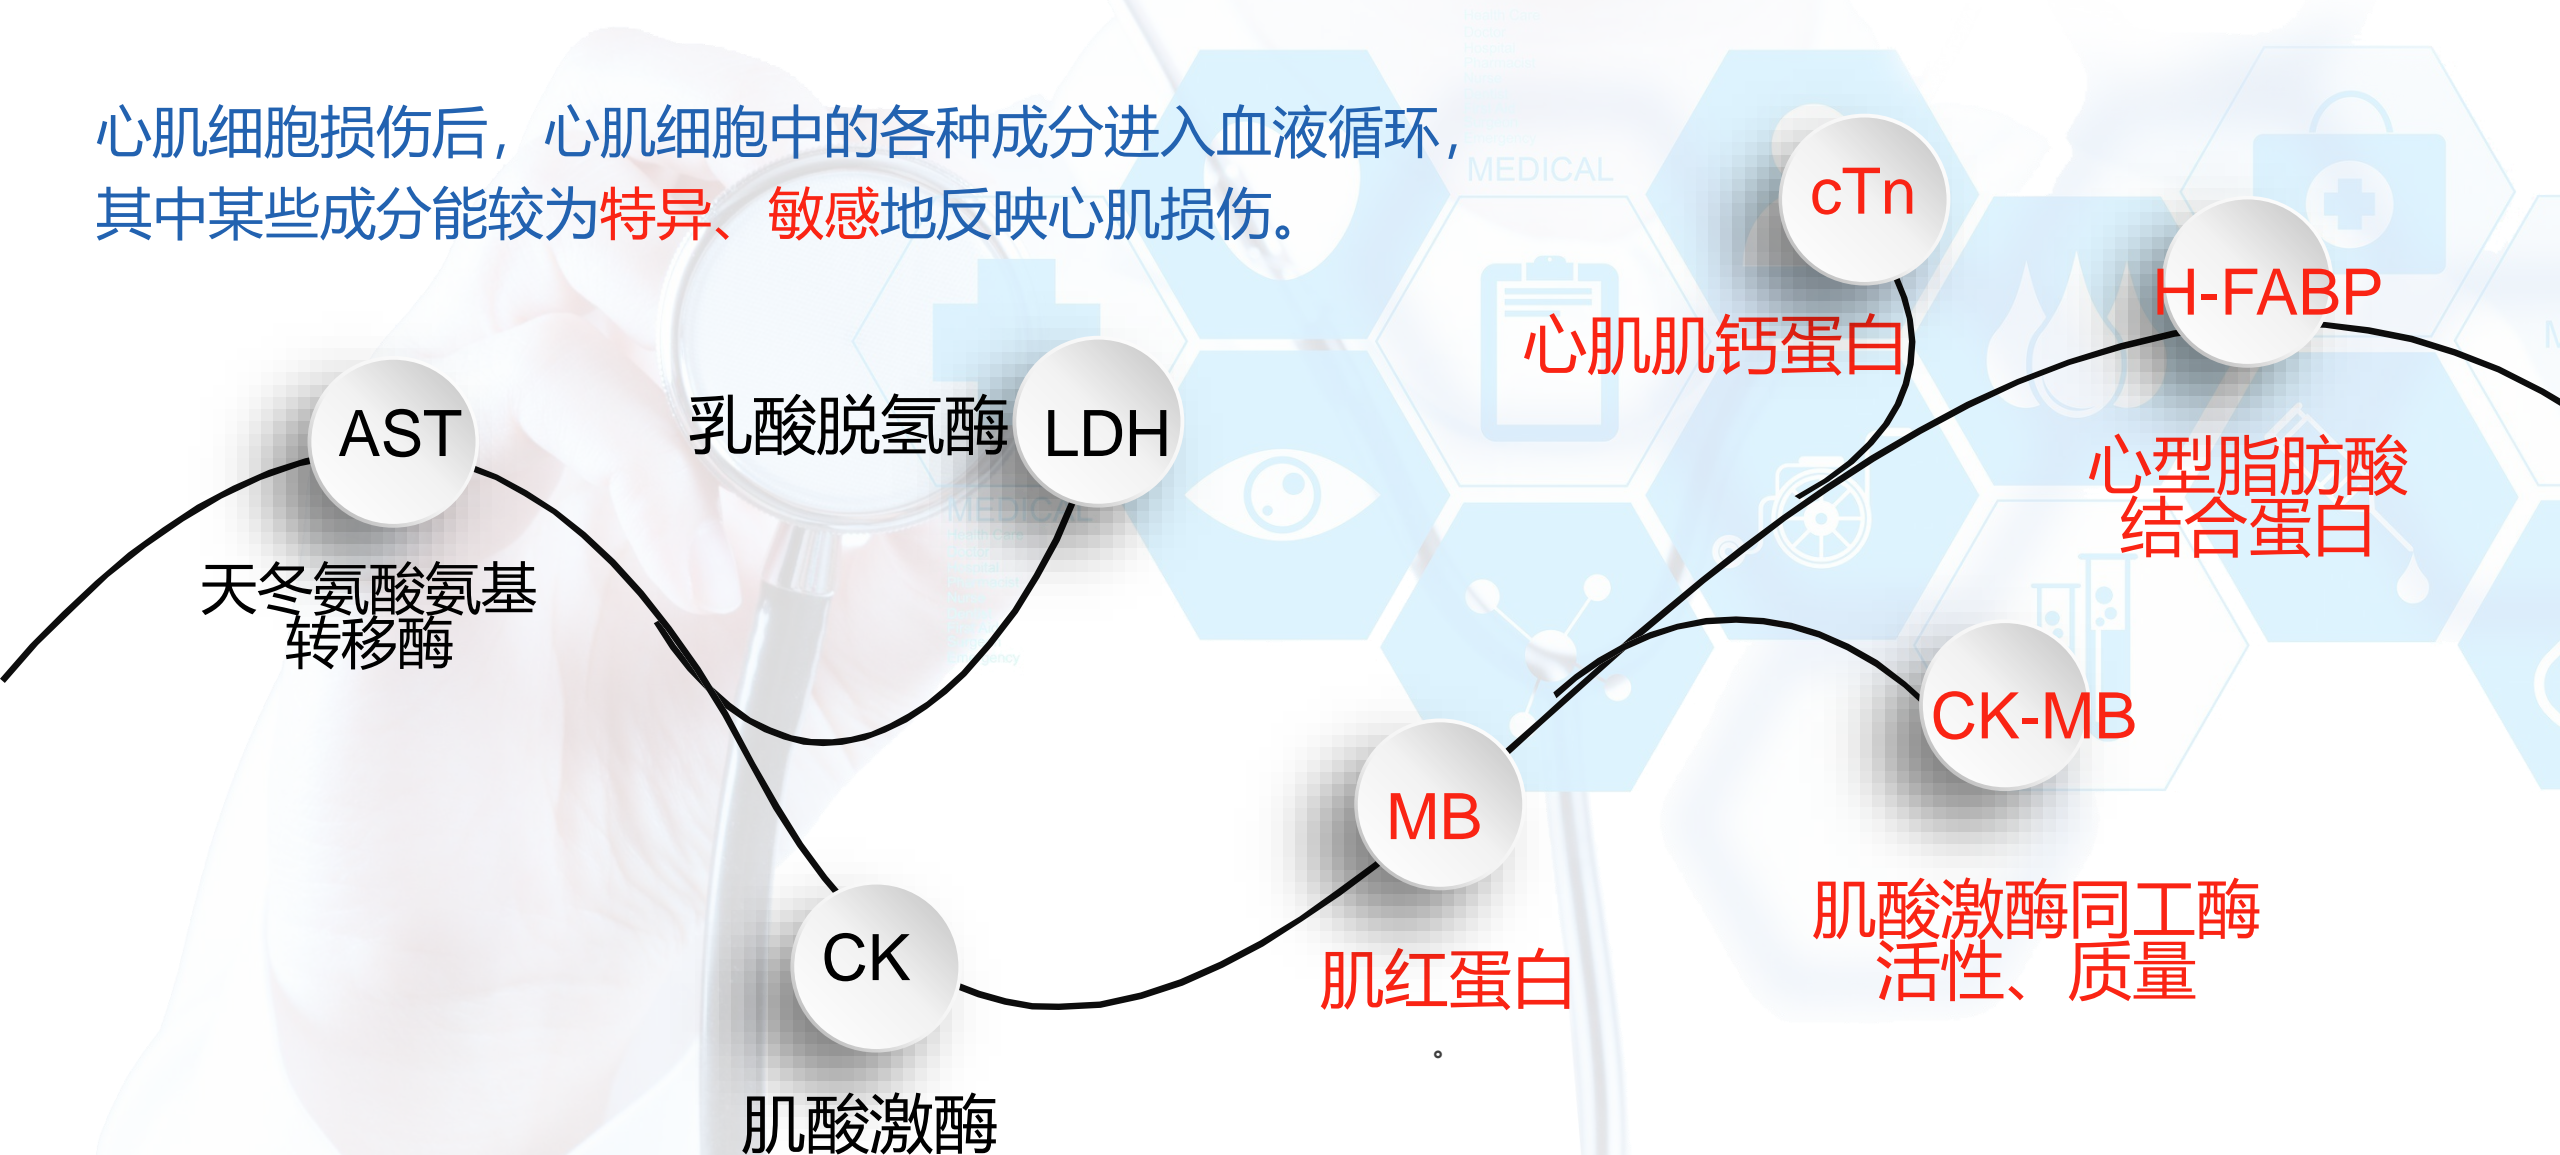 心肌细胞损伤后，心肌细胞中的各种成分进入血液循环，
其中某些成分能较为特异、敏感地反映心肌损伤。
AST
天冬氨酸氨基
转移酶
乳酸脱氢酶
LDH
CK
肌酸激酶
MB
肌红蛋白
。
cTn
心肌肌钙蛋白
H-FABP
心型脂肪酸
结合蛋白
CK-MB
肌酸激酶同工酶
活性、质量
MEDICAL
MEDICAL